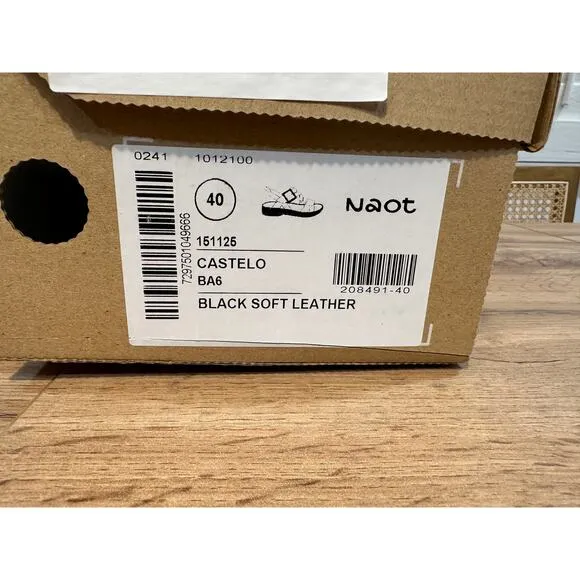 0241 1012100
40
Naot
7297501049666
151125
CASTELO
BA6
208491-40
BLACK SOFT LEATHER